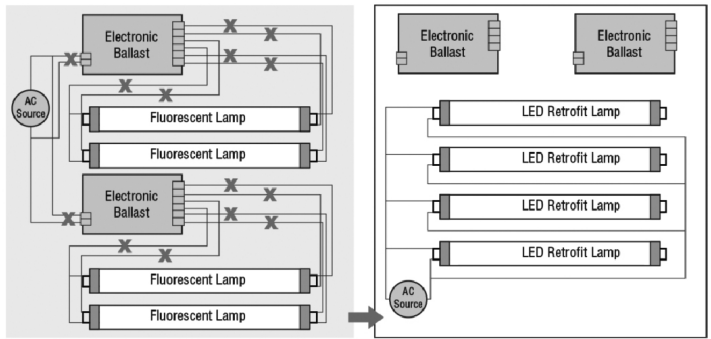 Electronic
Ballast
AC
Source
Fluorescent Lamp
Fluorescent Lamp
Electronic
Ballast
Fluorescent Lamp
Fluorescent Lamp
Electronic
Ballast
Electronic
Ballast
LED Retrofit Lamp
LED Retrofit Lamp
LED Retrofit Lamp
LED Retrofit Lamp
AC
Source